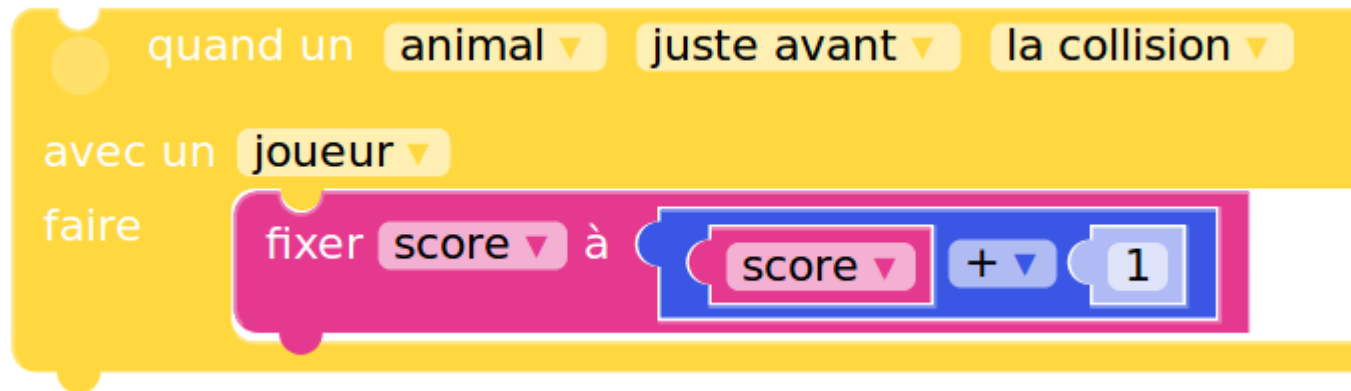 quand un animal ▾ juste avant ▾ la collision ▾
avec un joueur ▾
faire fixer score ▾ à score ▾ + ▾ 1